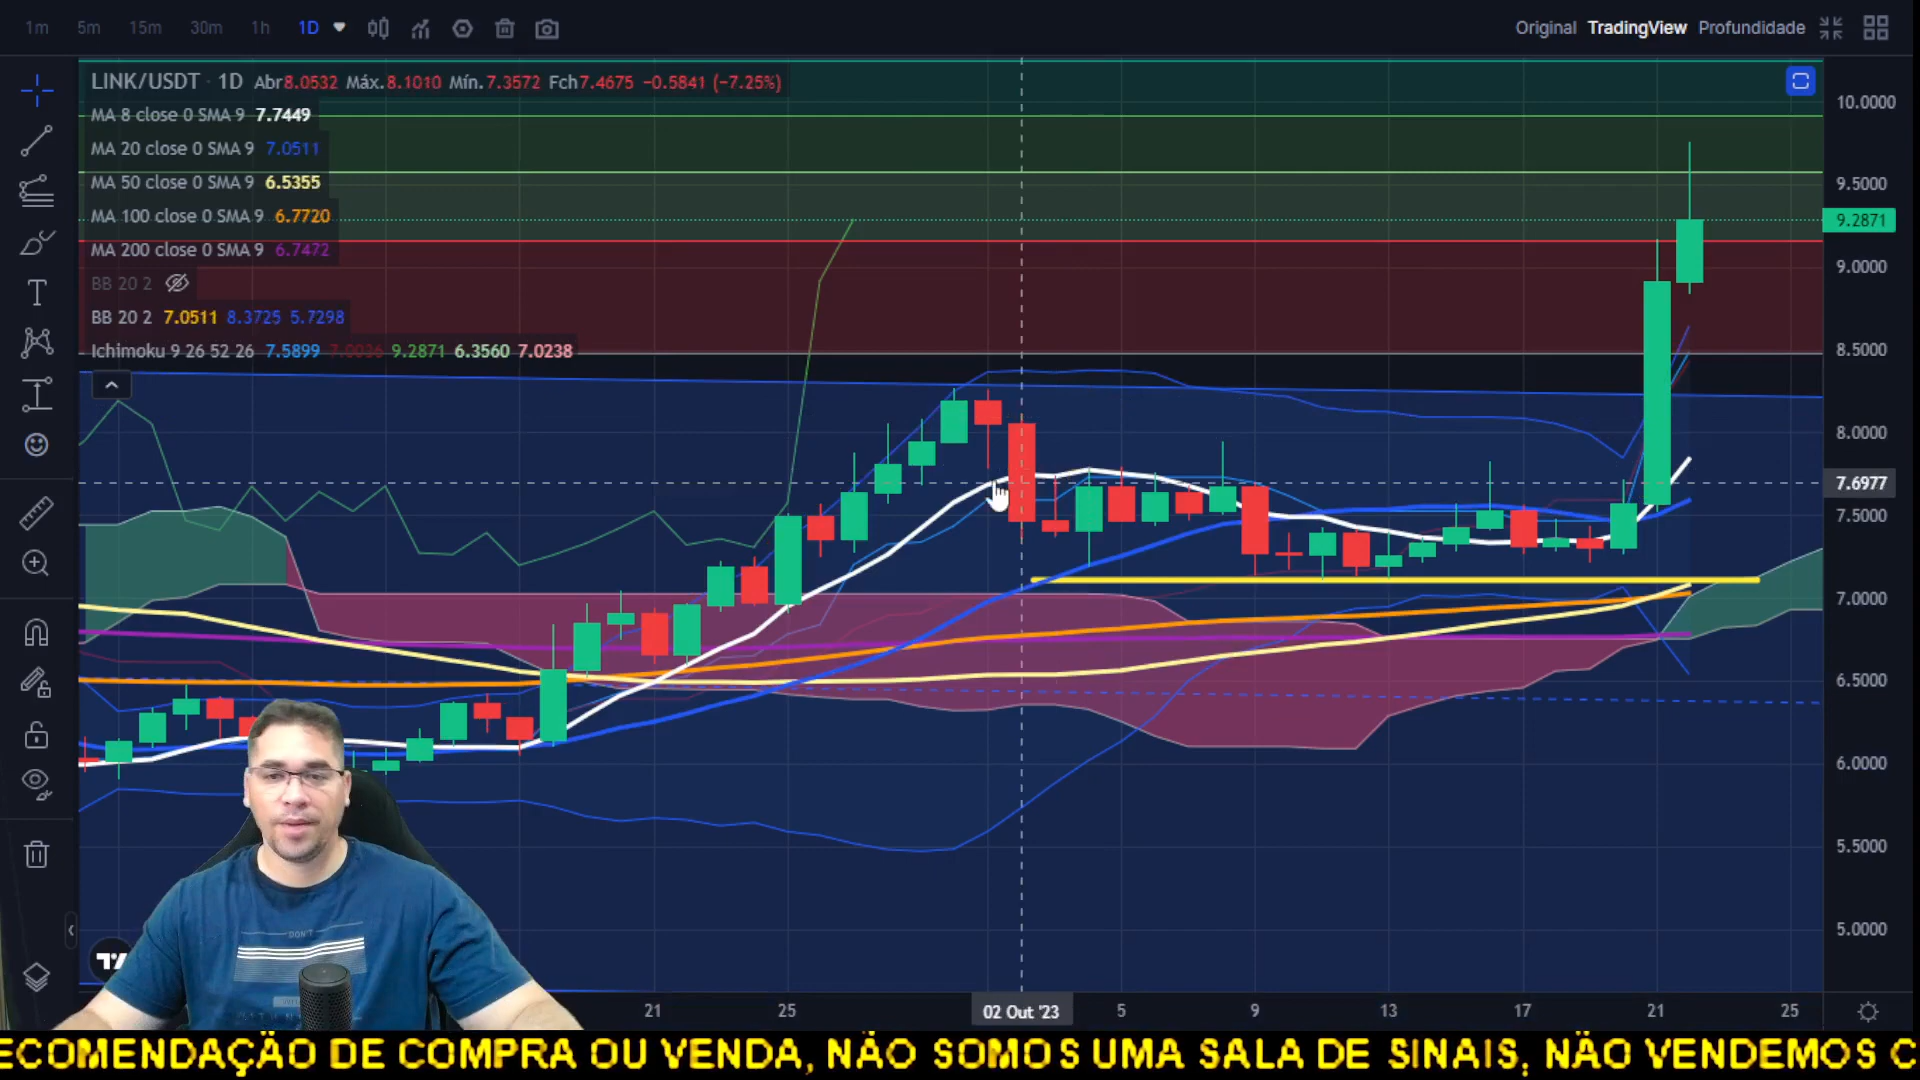 1m 5m 15m 30m 1h 1D
Original TradingView Profundidade
LINK/USDT · 1D Abr8.0532 Máx.8.1010 Mín.7.3572 Fch7.4675 −0.5841 (−7.25%)
MA 8 close 0 SMA 9 7.7449
MA 20 close 0 SMA 9 7.0511
MA 50 close 0 SMA 9 6.5355
MA 100 close 0 SMA 9 6.7720
MA 200 close 0 SMA 9 6.7472
BB 20 2
BB 20 2 7.0511 8.3725 5.7298
Ichimoku 9 26 52 26 7.5899 7.0036 9.2871 6.3560 7.0238
10.0000
9.5000
9.2871
9.0000
8.5000
8.0000
7.6977
7.5000
7.0000
6.5000
6.0000
5.5000
5.0000
DON'T
21 25 02 Out '23 5 9 13 17 21 25
ECOMENDAÇÃO DE COMPRA OU VENDA, NÃO SOMOS UMA SALA DE SINAIS, NÃO VENDEMOS C